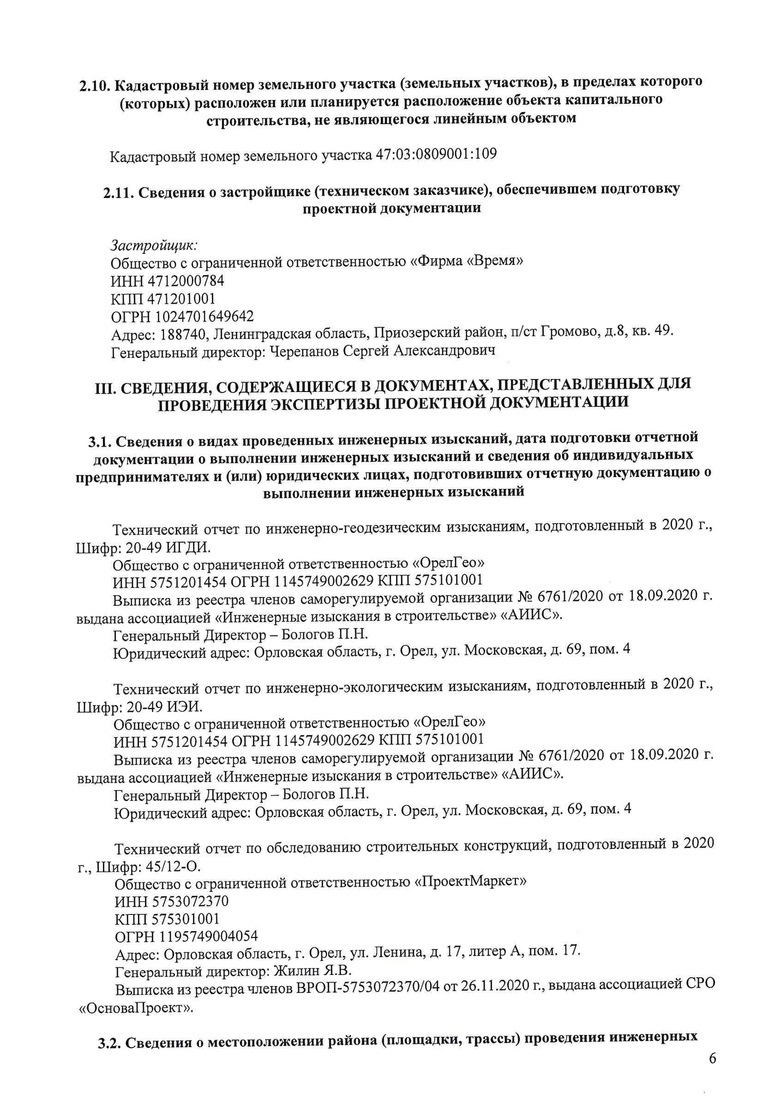 2.10. Кадастровый номер земельного участка (земельных участков), в пределах которого
(которых) расположен или планируется расположение объекта капитального
строительства, не являющегося линейным объектом
Кадастровый номер земельного участка 47:03:0809001:109
2.11. Сведения о застройщике (техническом заказчике), обеспечившем подготовку
проектной документации
Застройщик:
Общество с ограниченной ответственностью «Фирма «Время»
ИНН 4712000784
КПП 471201001
ОГРН 1024701649642
Адрес: 188740, Ленинградская область, Приозерский район, п/ст Громово, д.8, кв. 49.
Генеральный директор: Черепанов Сергей Александрович
III. СВЕДЕНИЯ, СОДЕРЖАЩИЕСЯ В ДОКУМЕНТАХ, ПРЕДСТАВЛЕННЫХ ДЛЯ
ПРОВЕДЕНИЯ ЭКСПЕРТИЗЫ ПРОЕКТНОЙ ДОКУМЕНТАЦИИ
3.1. Сведения о видах проведенных инженерных изысканий, дата подготовки отчетной
документации о выполнении инженерных изысканий и сведения об индивидуальных
предпринимателях и (или) юридических лицах, подготовивших отчетную документацию о
выполнении инженерных изысканий
Технический отчет по инженерно-геодезическим изысканиям, подготовленный в 2020 г.,
Шифр: 20-49 ИГДИ.
Общество с ограниченной ответственностью «ОрелГео»
ИНН 5751201454 ОГРН 1145749002629 КПП 575101001
Выписка из реестра членов саморегулируемой организации № 6761/2020 от 18.09.2020 г.
выдана ассоциацией «Инженерные изыскания в строительстве» «АИИС».
Генеральный Директор – Бологов П.Н.
Юридический адрес: Орловская область, г. Орел, ул. Московская, д. 69, пом. 4
Технический отчет по инженерно-экологическим изысканиям, подготовленный в 2020 г.,
Шифр: 20-49 ИЭИ.
Общество с ограниченной ответственностью «ОрелГео»
ИНН 5751201454 ОГРН 1145749002629 КПП 575101001
Выписка из реестра членов саморегулируемой организации № 6761/2020 от 18.09.2020 г.
выдана ассоциацией «Инженерные изыскания в строительстве» «АИИС».
Генеральный Директор – Бологов П.Н.
Юридический адрес: Орловская область, г. Орел, ул. Московская, д. 69, пом. 4
Технический отчет по обследованию строительных конструкций, подготовленный в 2020
г., Шифр: 45/12-О.
Общество с ограниченной ответственностью «ПроектМаркет»
ИНН 5753072370
КПП 575301001
ОГРН 1195749004054
Адрес: Орловская область, г. Орел, ул. Ленина, д. 17, литер А, пом. 17.
Генеральный директор: Жилин Я.В.
Выписка из реестра членов ВРОП-5753072370/04 от 26.11.2020 г., выдана ассоциацией СРО
«ОсноваПроект».
3.2. Сведения о местоположении района (площадки, трассы) проведения инженерных
6